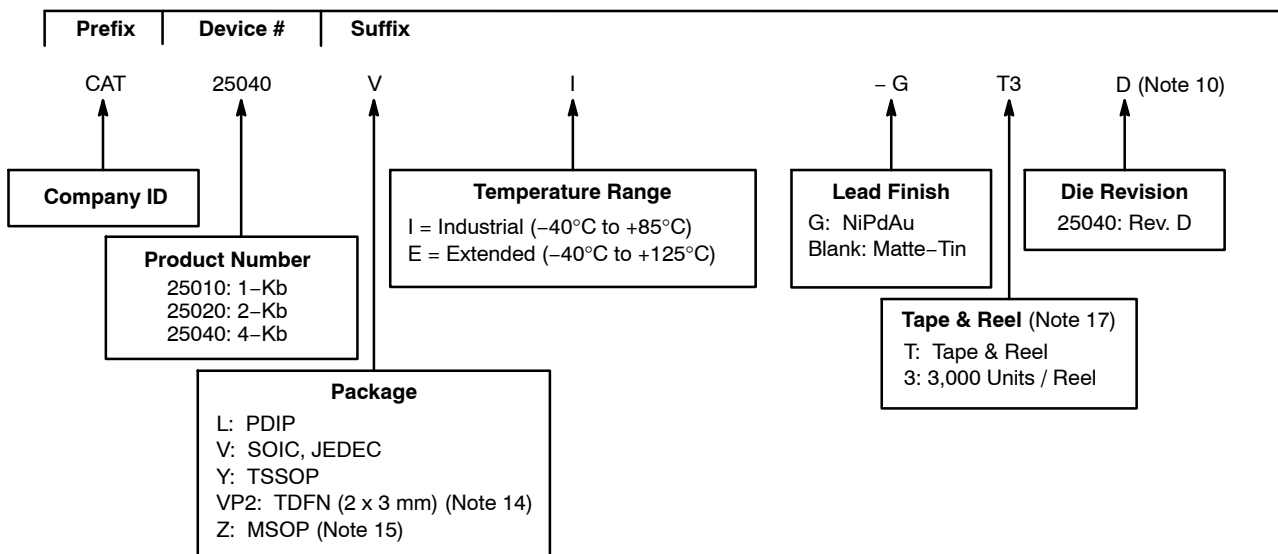 Prefix Device # Suffix
CAT 25040 V I – G T3 D (Note 10)
Company ID
Product Number
25010: 1–Kb
25020: 2–Kb
25040: 4–Kb
Package
L: PDIP
V: SOIC, JEDEC
Y: TSSOP
VP2: TDFN (2 x 3 mm) (Note 14)
Z: MSOP (Note 15)
Temperature Range
I = Industrial (–40°C to +85°C)
E = Extended (–40°C to +125°C)
Lead Finish
G: NiPdAu
Blank: Matte–Tin
Tape & Reel (Note 17)
T: Tape & Reel
3: 3,000 Units / Reel
Die Revision
25040: Rev. D